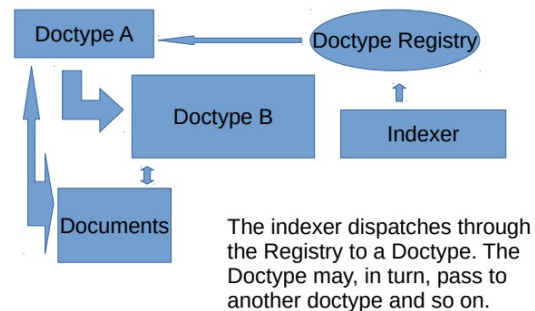 Doctype A
Doctype Registry
Doctype B
Indexer
Documents
The indexer dispatches through
the Registry to a Doctype. The
Doctype may, in turn, pass to
another doctype and so on.